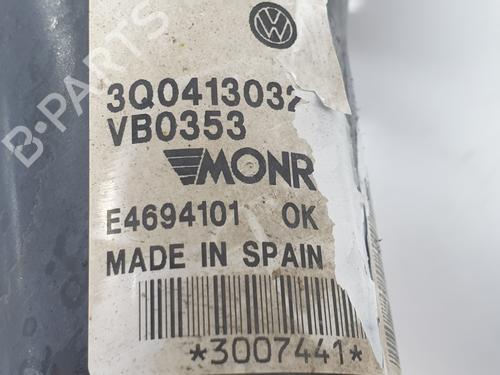 B-PARTS
3Q0413032
VB0353
MONR
E4694101 OK
MADE IN SPAIN
*3007441*